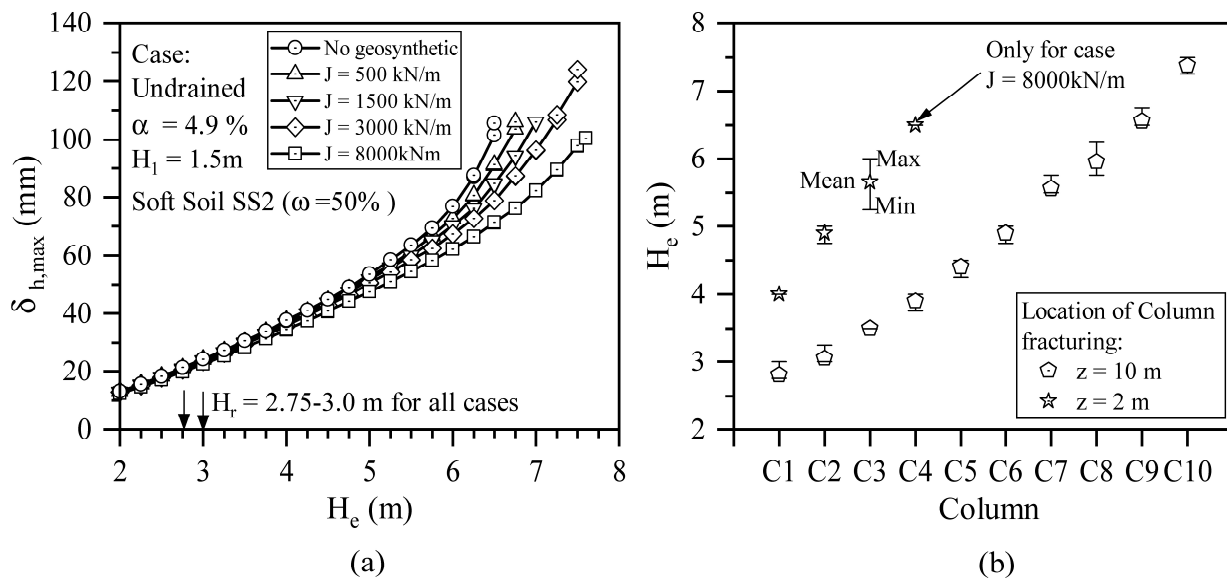 (a)
140
120
100
80
60
40
20
0
δh,max (mm)
Case:
Undrained
α = 4.9 %
H1 = 1.5m
Soft Soil SS2 (ω=50% )
No geosynthetic
J = 500 kN/m
J = 1500 kN/m
J = 3000 kN/m
J = 8000kNm
Hr = 2.75-3.0 m for all cases
2 3 4 5 6 7 8
He (m)
(b)
8
7
6
5
4
3
2
He (m)
Only for case
J = 8000kN/m
Max
Mean
Min
Location of Column
fracturing:
z = 10 m
z = 2 m
C1 C2 C3 C4 C5 C6 C7 C8 C9 C10
Column